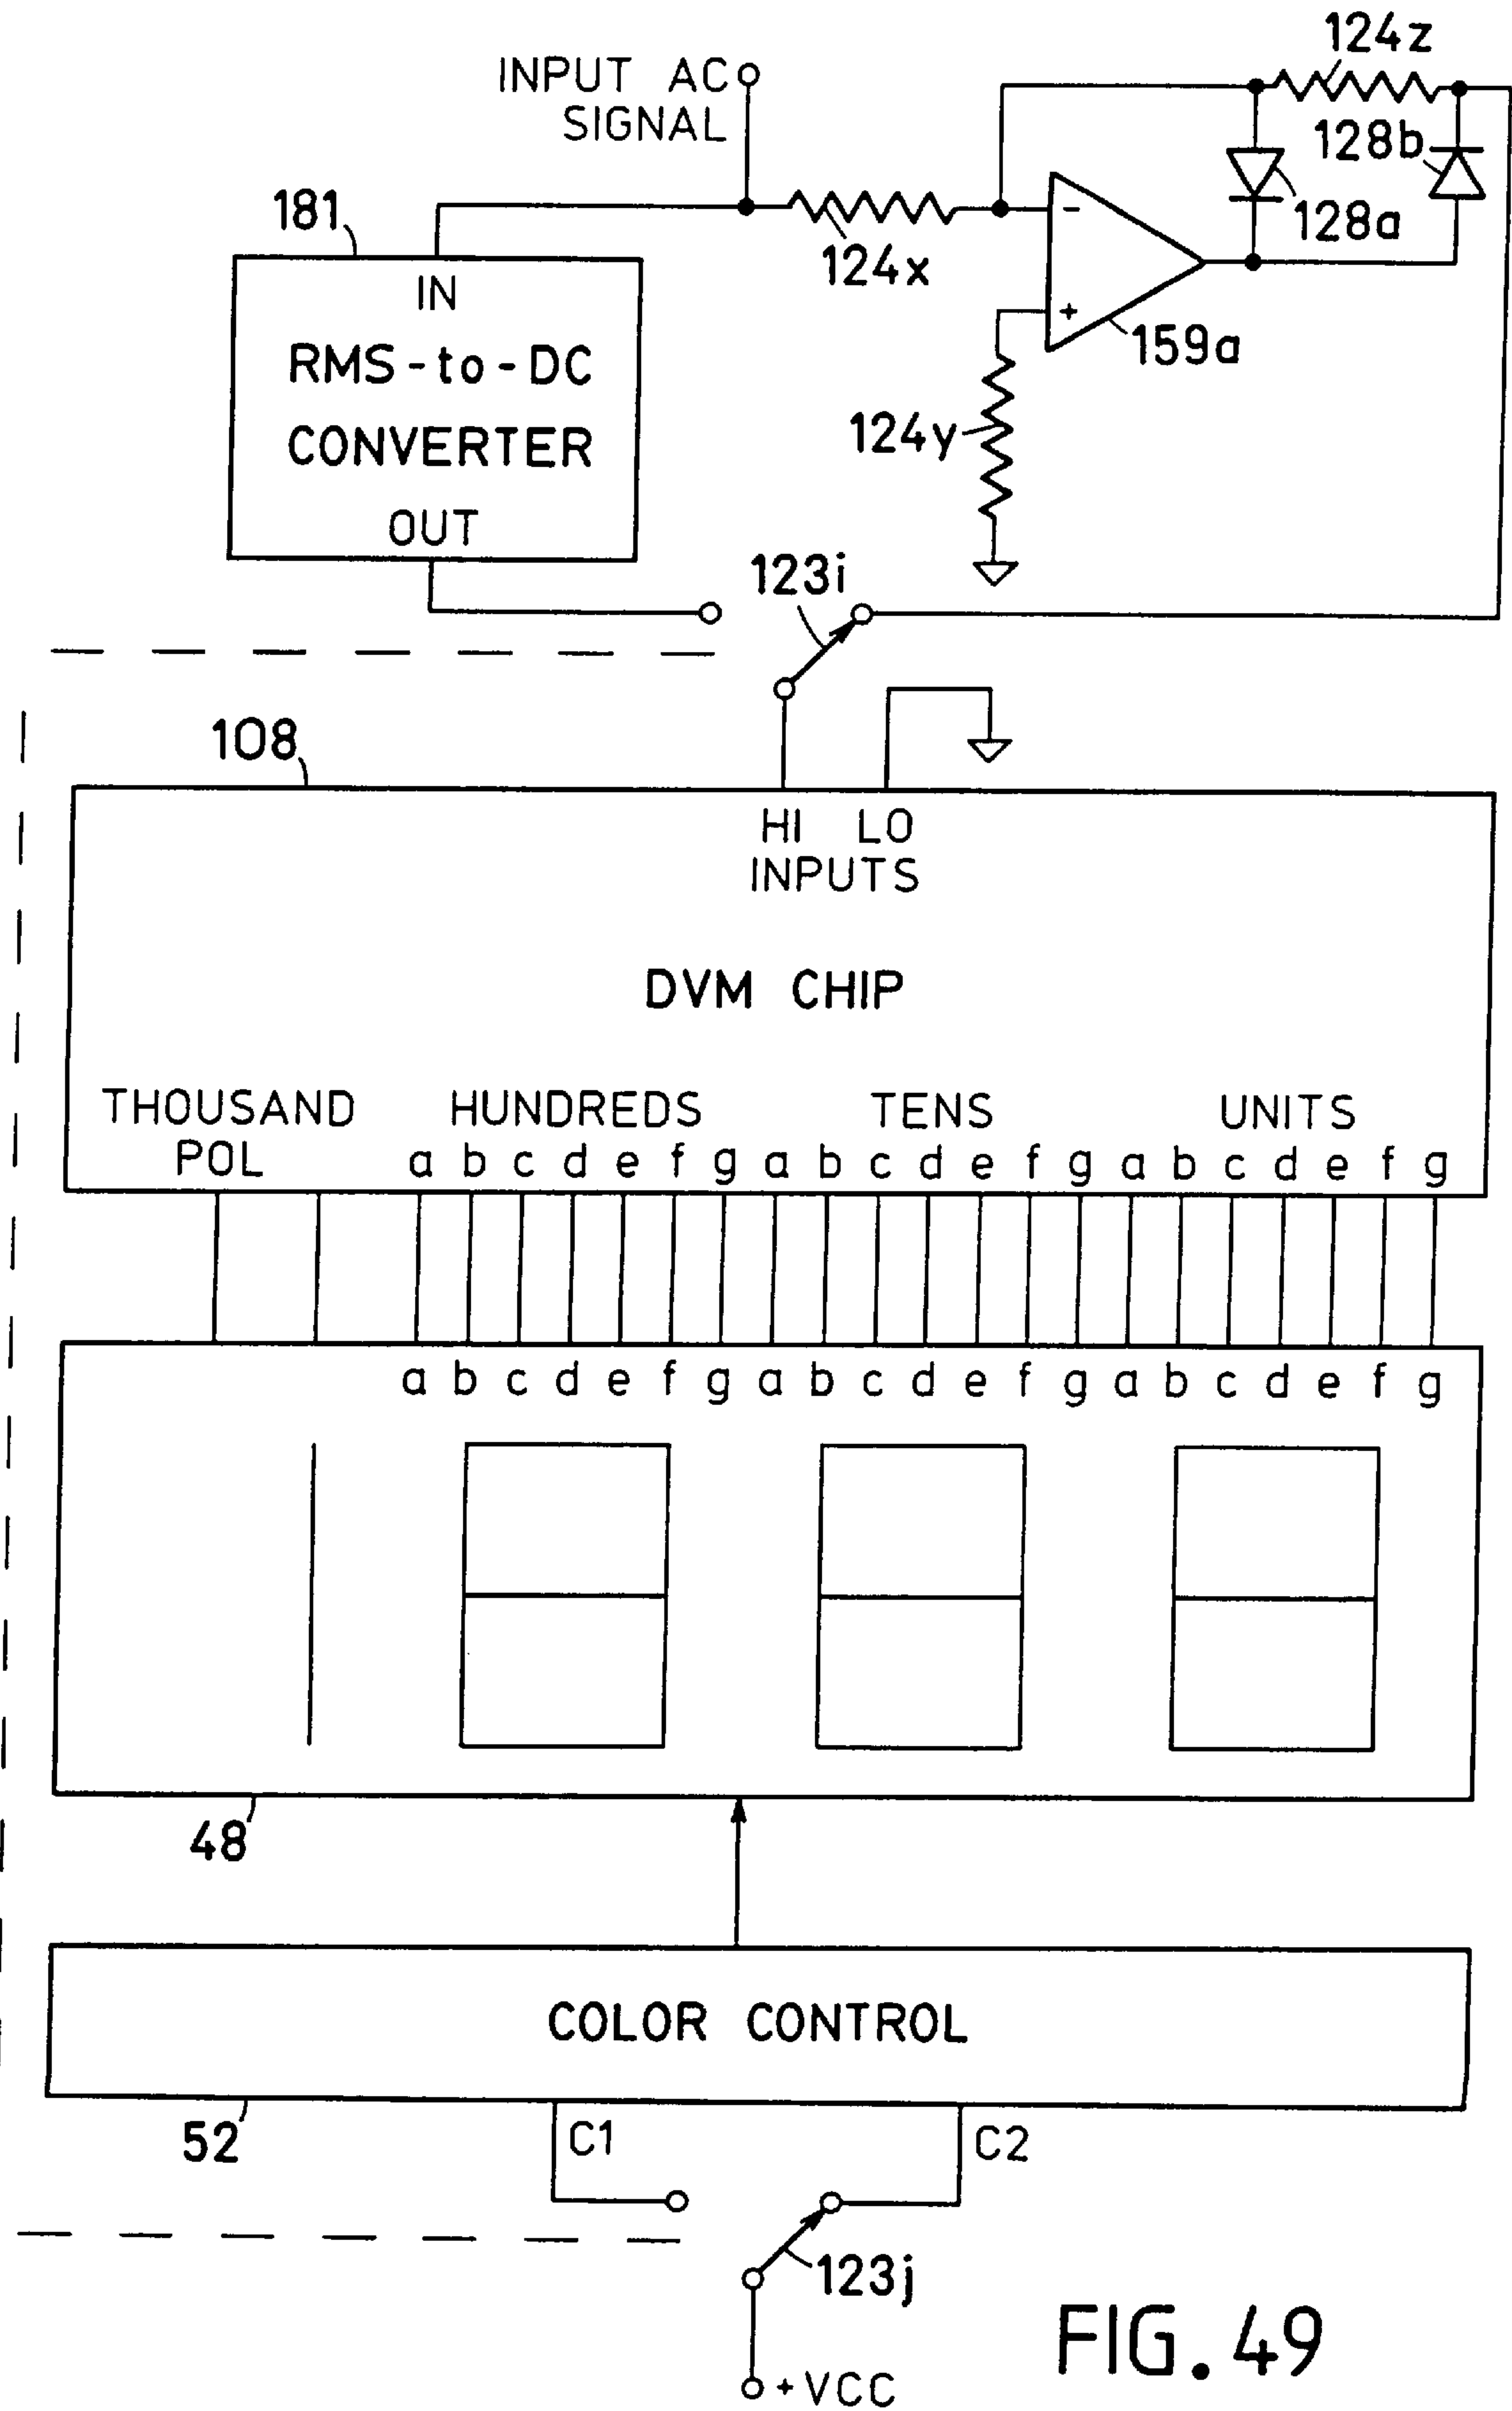 124z
INPUT AC
SIGNAL
128b
181
128a
124x
-
IN
+
159a
RMS-to-DC
CONVERTER
124y
OUT
123i
108
HI LO
INPUTS
DVM CHIP
THOUSAND HUNDREDS TENS UNITS
POL a b c d e f g a b c d e f g a b c d e f g
a b c d e f g a b c d e f g a b c d e f g
48
COLOR CONTROL
52
C1 C2
123j
+VCC
FIG. 49